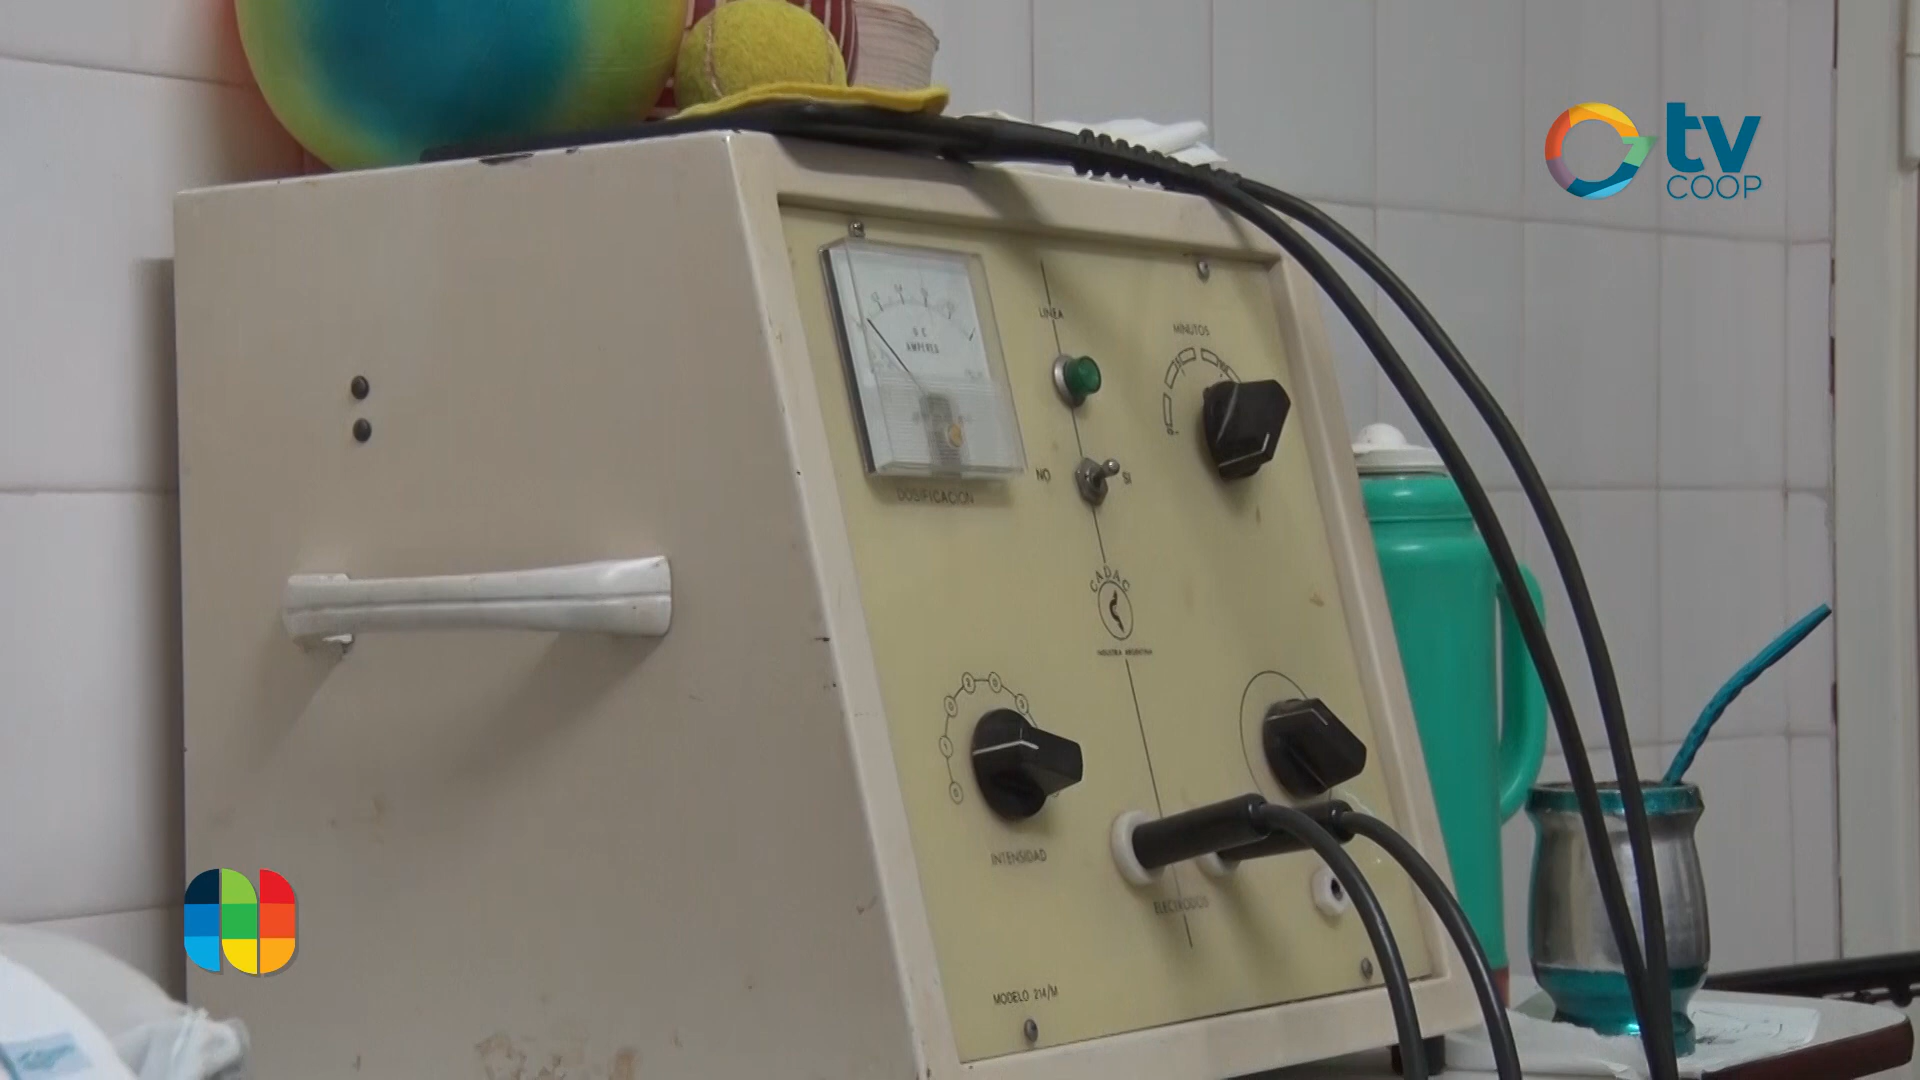 tv
COOP
D.C.
AMPERES
LINEA
MINUTOS
NO
SI
DOSIFICACION
CADAC
INDUSTRIA ARGENTINA
INTENSIDAD
ELECTRODOS
MODELO 214/M